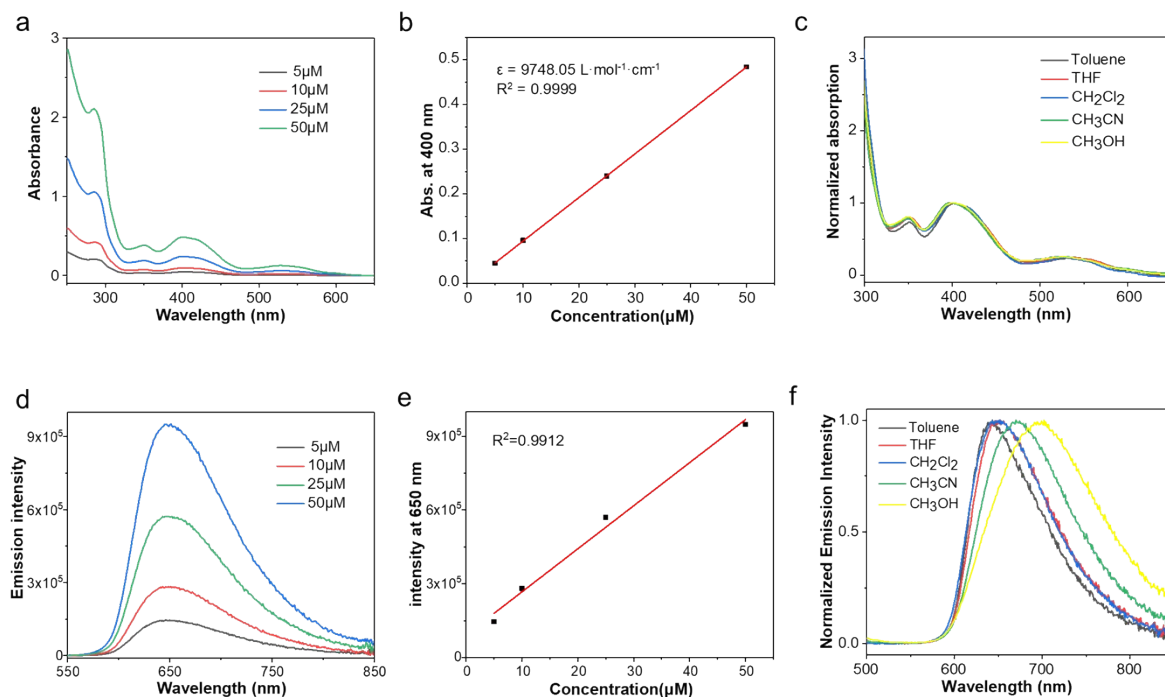 a
3
2
1
0
Absorbance
300
400
500
600
Wavelength (nm)
5μM
10μM
25μM
50μM
b
0.5
0.4
0.3
0.2
0.1
0.0
Abs. at 400 nm
ε = 9748.05 L·mol⁻¹·cm⁻¹
R² = 0.9999
0
10
20
30
40
50
Concentration(μM)
c
3
2
1
0
Normalized absorption
Toluene
THF
CH₂Cl₂
CH₃CN
CH₃OH
300
400
500
600
Wavelength (nm)
d
9x10⁵
6x10⁵
3x10⁵
0
Emission intensity
5μM
10μM
25μM
50μM
550
650
750
850
Wavelength (nm)
e
9x10⁵
6x10⁵
3x10⁵
0
intensity at 650 nm
R²=0.9912
0
10
20
30
40
50
Concentration(μM)
f
1.0
0.5
0.0
Normalized Emission Intensity
Toluene
THF
CH₂Cl₂
CH₃CN
CH₃OH
500
600
700
800
Wavelength (nm)